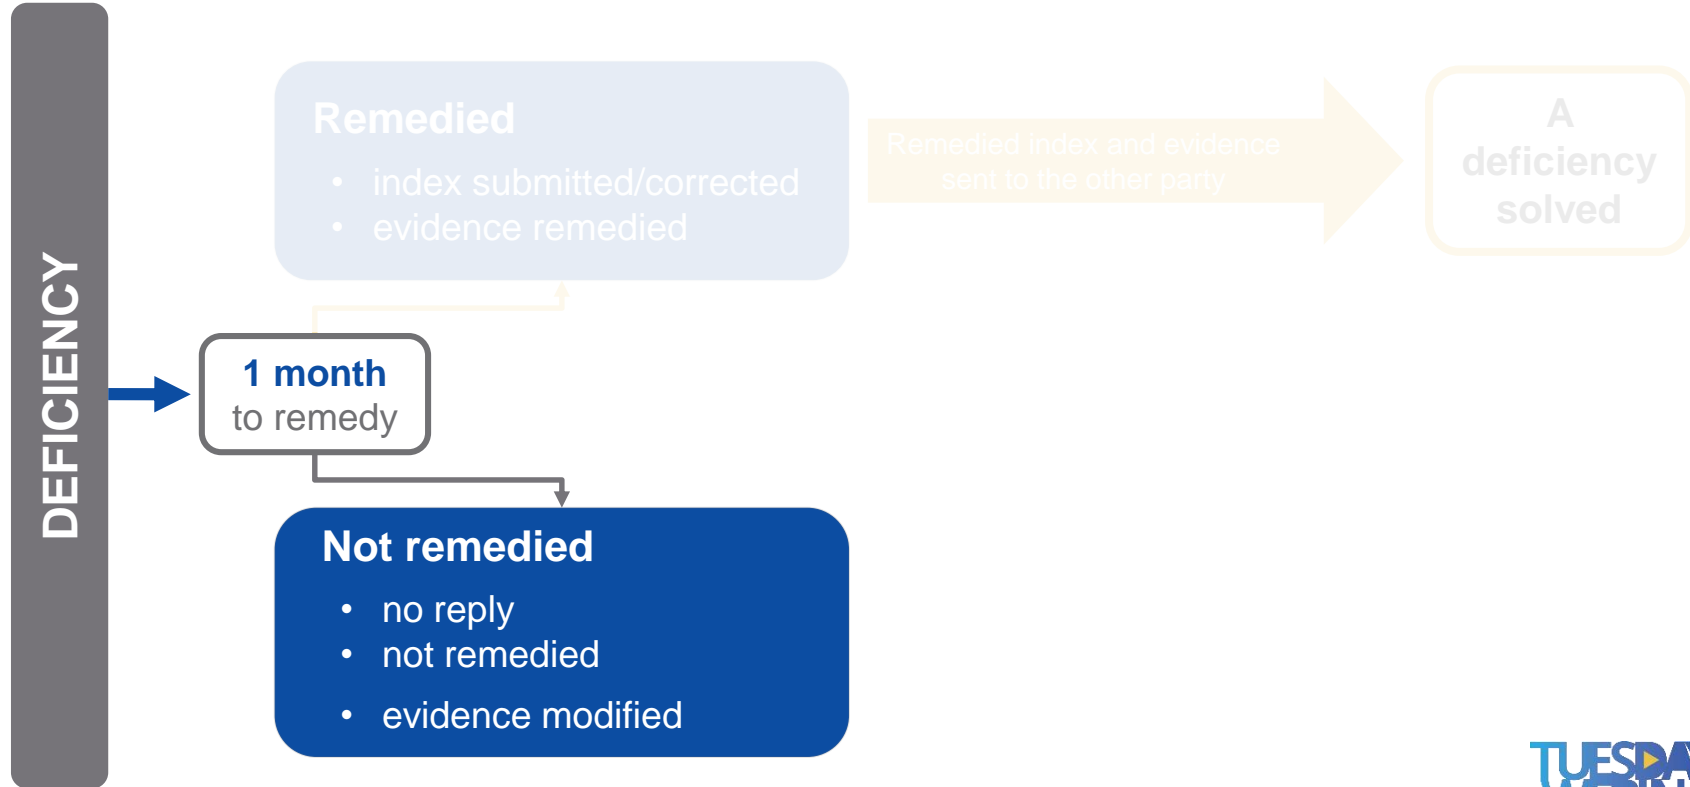 DEFICIENCY
Remedied
• index submitted/corrected
• evidence remedied
Remedied index and evidence
sent to the other party
A
deficiency
solved
1 month
to remedy
Not remedied
• no reply
• not remedied
• evidence modified